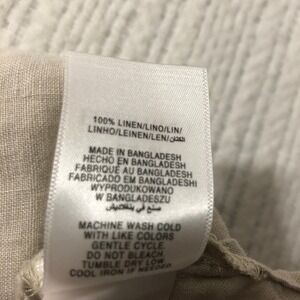 100% LINEN/LINO/LIN/
LINHO/LEINEN/LEN/الكتان
MADE IN BANGLADESH
HECHO EN BANGLADESH
FABRIQUÉ AU BANGLADESH
FABRICADO EM BANGLADESHI
WYPRODUKOWANO
W BANGLADESZU
صنع في بنغلاديش
MACHINE WASH COLD
WITH LIKE COLORS
GENTLE CYCLE.
DO NOT BLEACH.
TUMBLE DRY LOW.
COOL IRON IF NEEDED